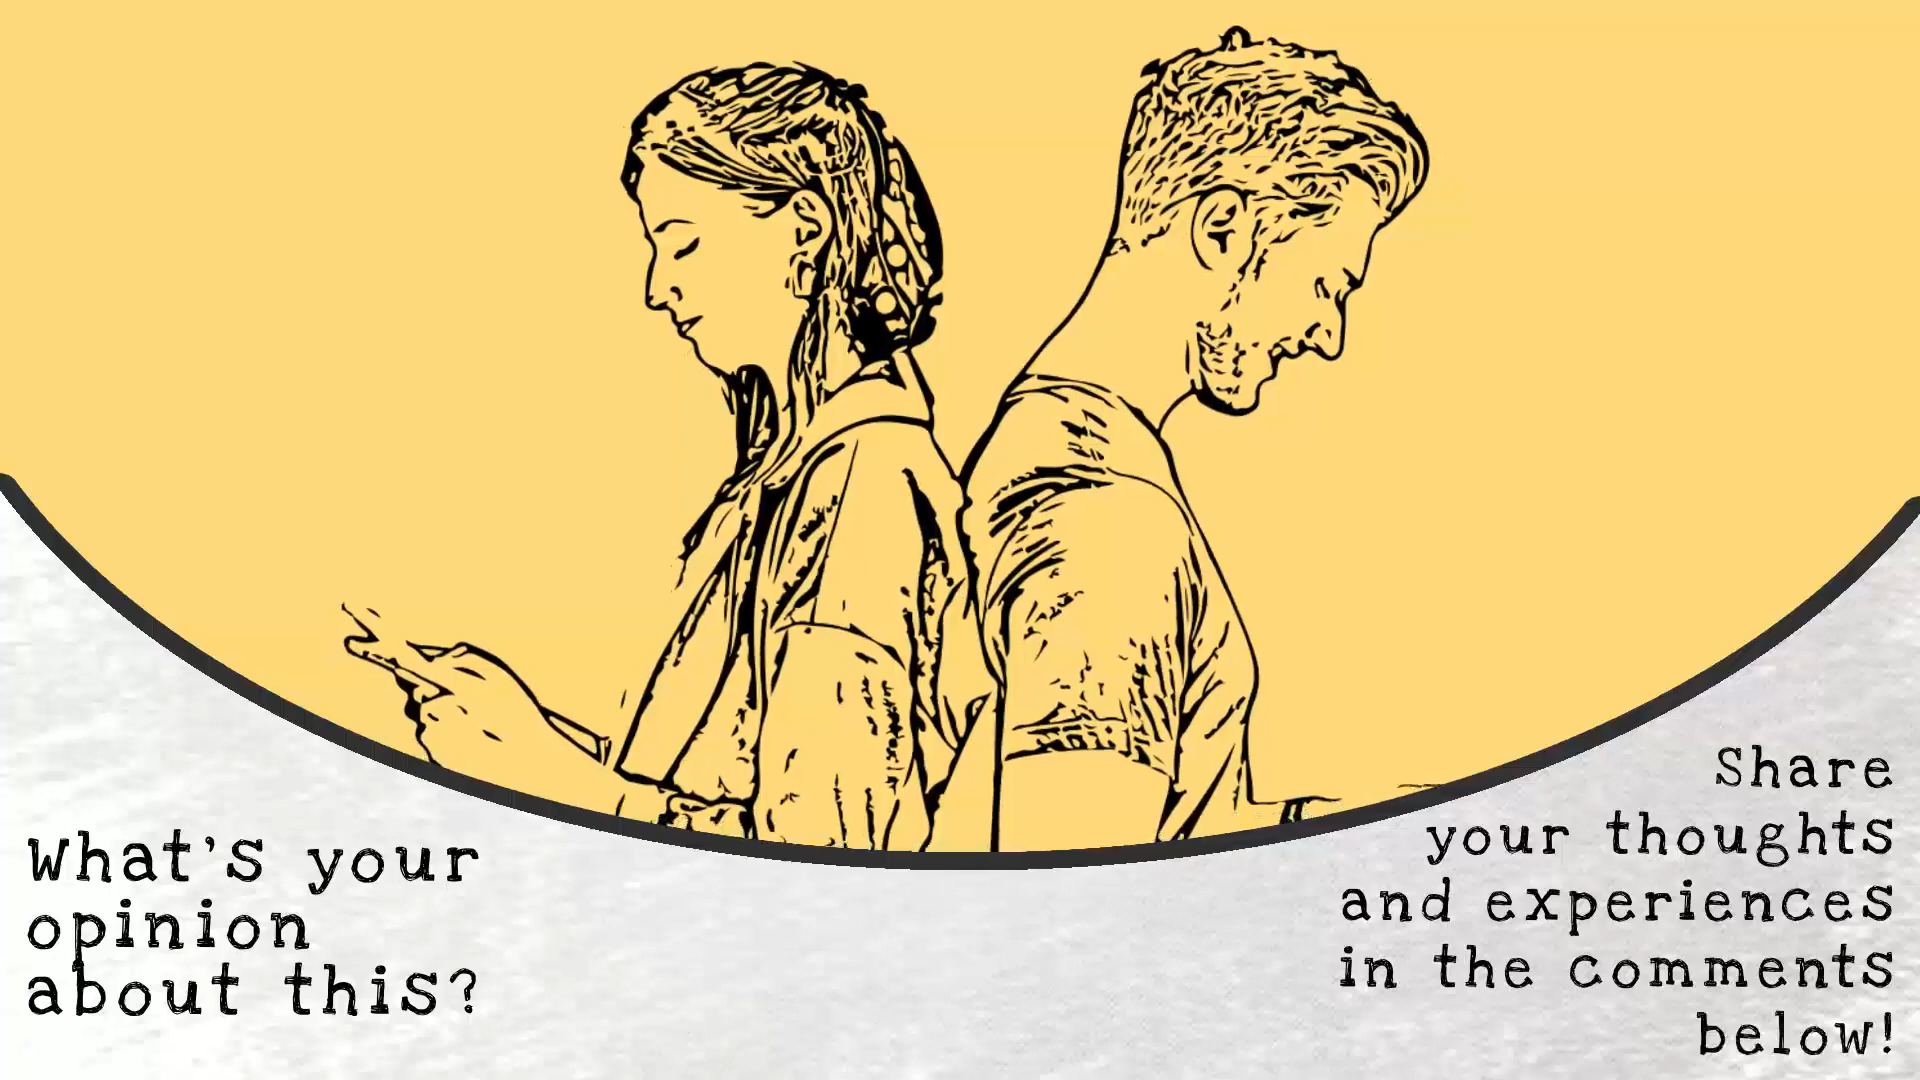 What's your
opinion
about this?
Share
your thoughts
and experiences
in the comments
below!